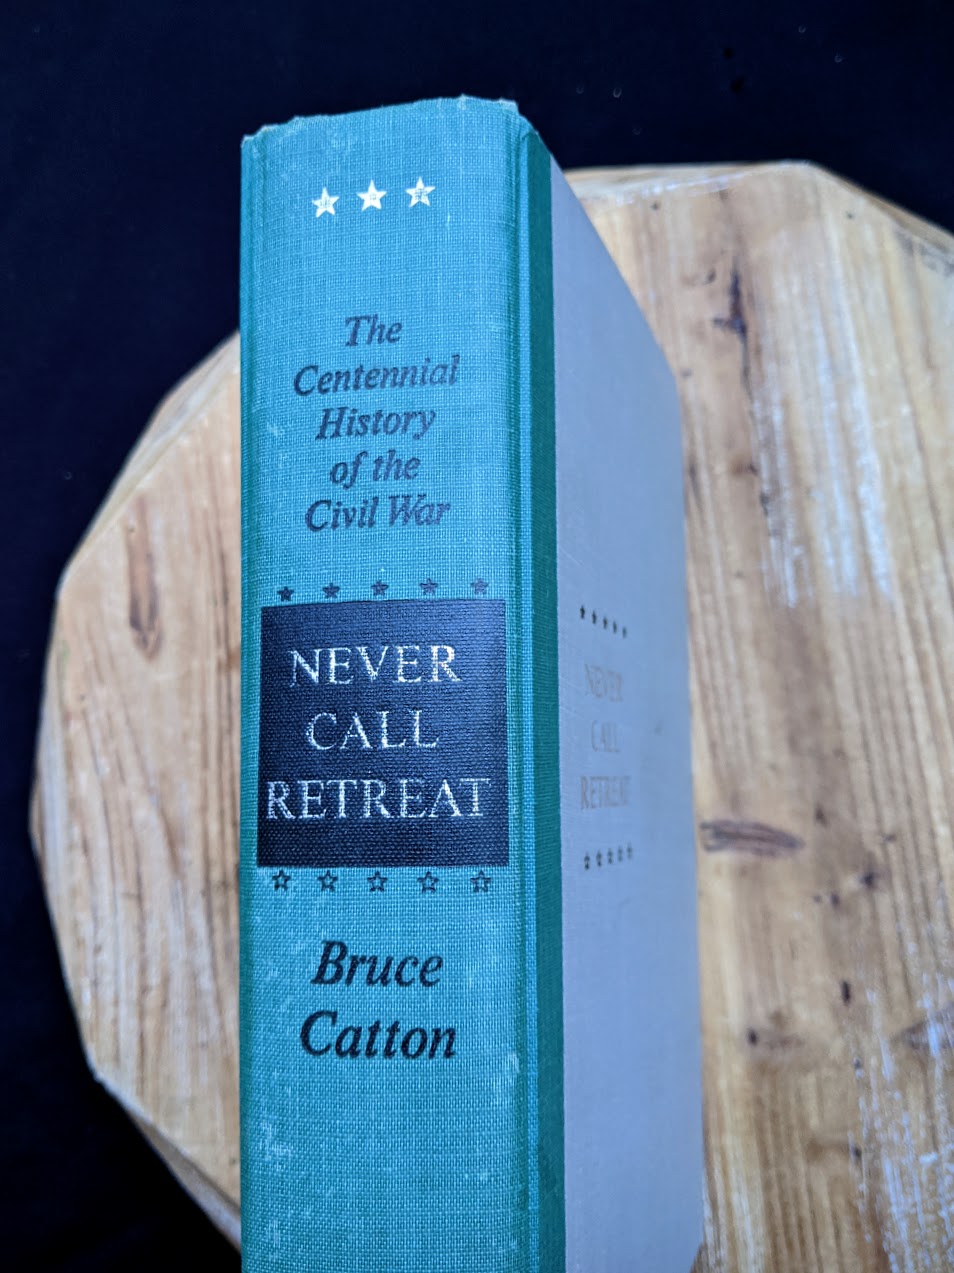 The
Centennial
History
of the
Civil War
NEVER
CALL
RETREAT
Bruce
Catton
NEVER
CALL
RETREAT